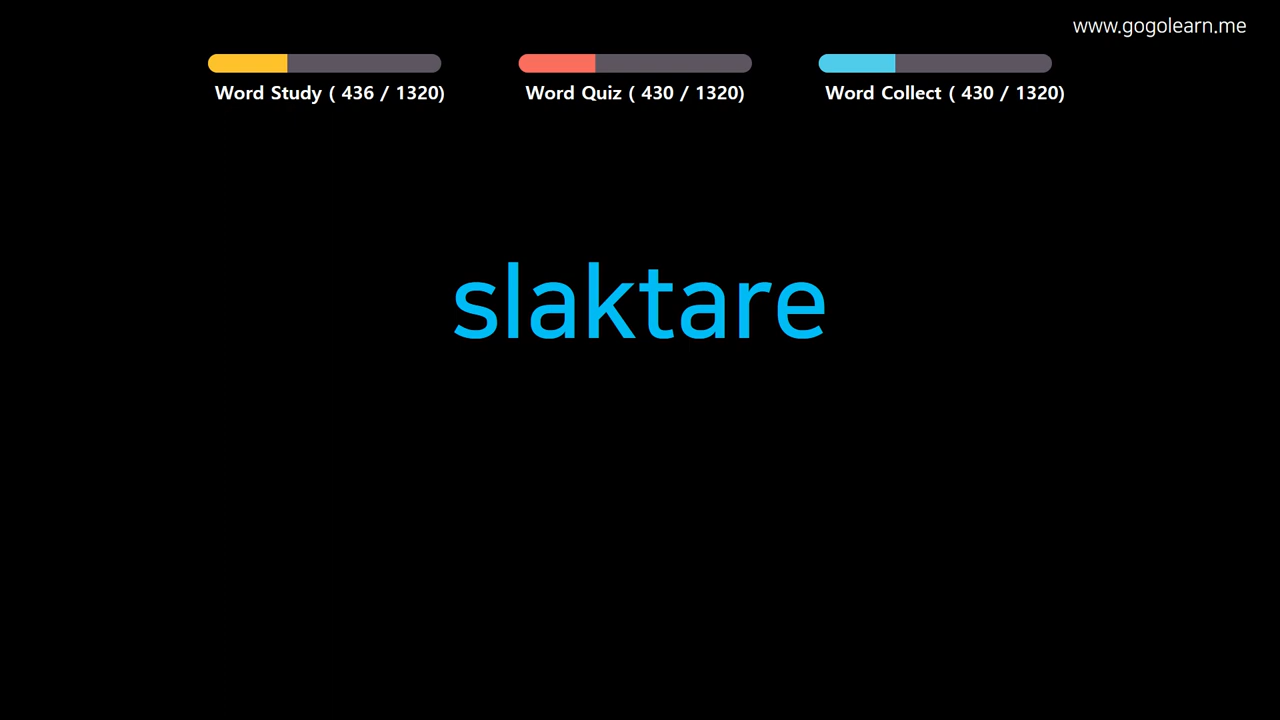 www.gogolearn.me
Word Study ( 436 / 1320)
Word Quiz ( 430 / 1320)
Word Collect ( 430 / 1320)
slaktare